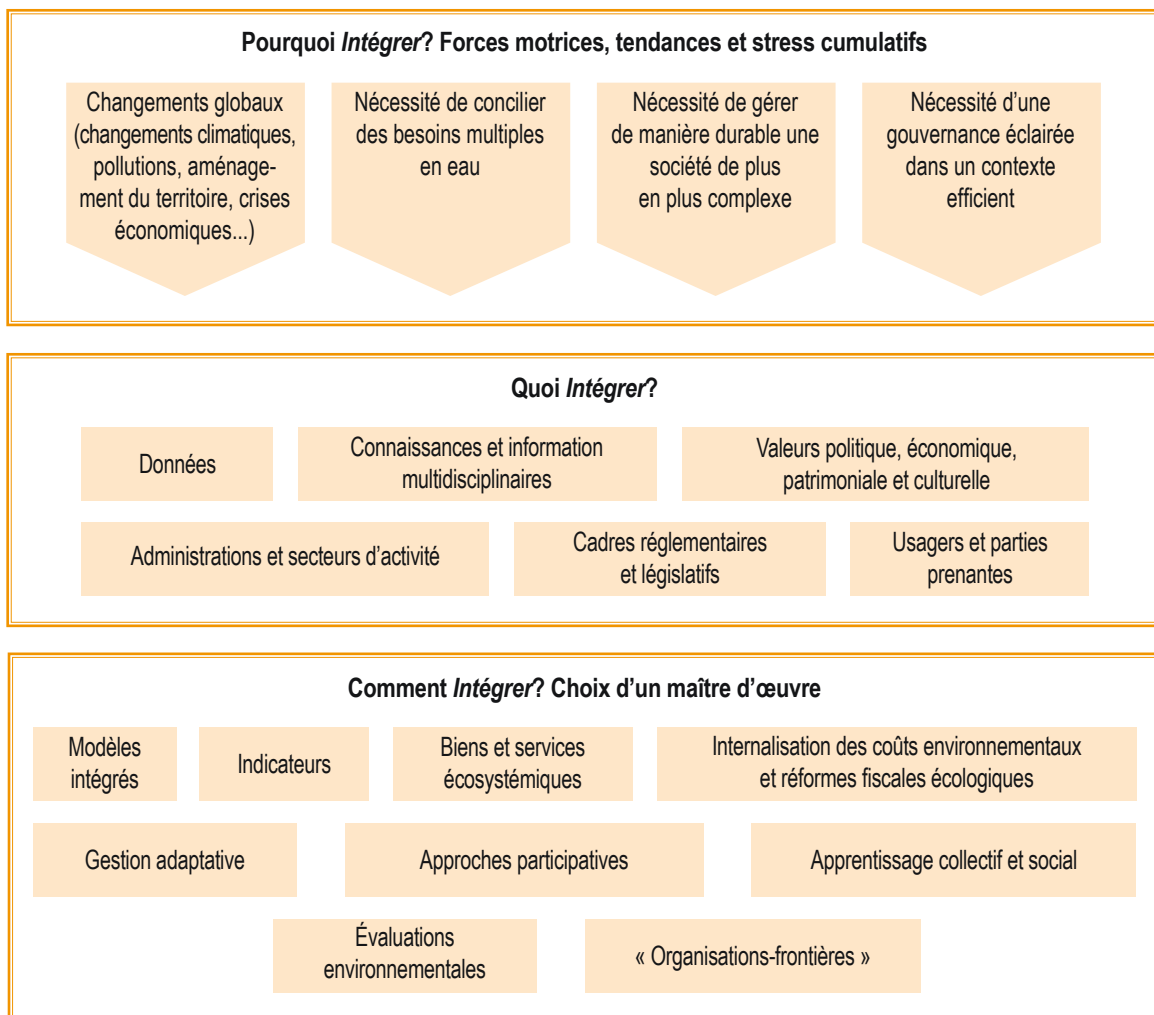 Pourquoi Intégrer? Forces motrices, tendances et stress cumulatifs
Changements globaux
(changements climatiques,
pollutions, aménage-
ment du territoire, crises
économiques...)
Nécessité de concilier
des besoins multiples
en eau
Nécessité de gérer
de manière durable une
société de plus
en plus complexe
Nécessité d'une
gouvernance éclairée
dans un contexte
efficient
Quoi Intégrer?
Données
Connaissances et information
multidisciplinaires
Valeurs politique, économique,
patrimoniale et culturelle
Administrations et secteurs d'activité
Cadres réglementaires
et législatifs
Usagers et parties
prenantes
Comment Intégrer? Choix d'un maître d'œuvre
Modèles
intégrés
Indicateurs
Biens et services
écosystémiques
Internalisation des coûts environnementaux
et réformes fiscales écologiques
Gestion adaptative
Approches participatives
Apprentissage collectif et social
Évaluations
environnementales
« Organisations-frontières »